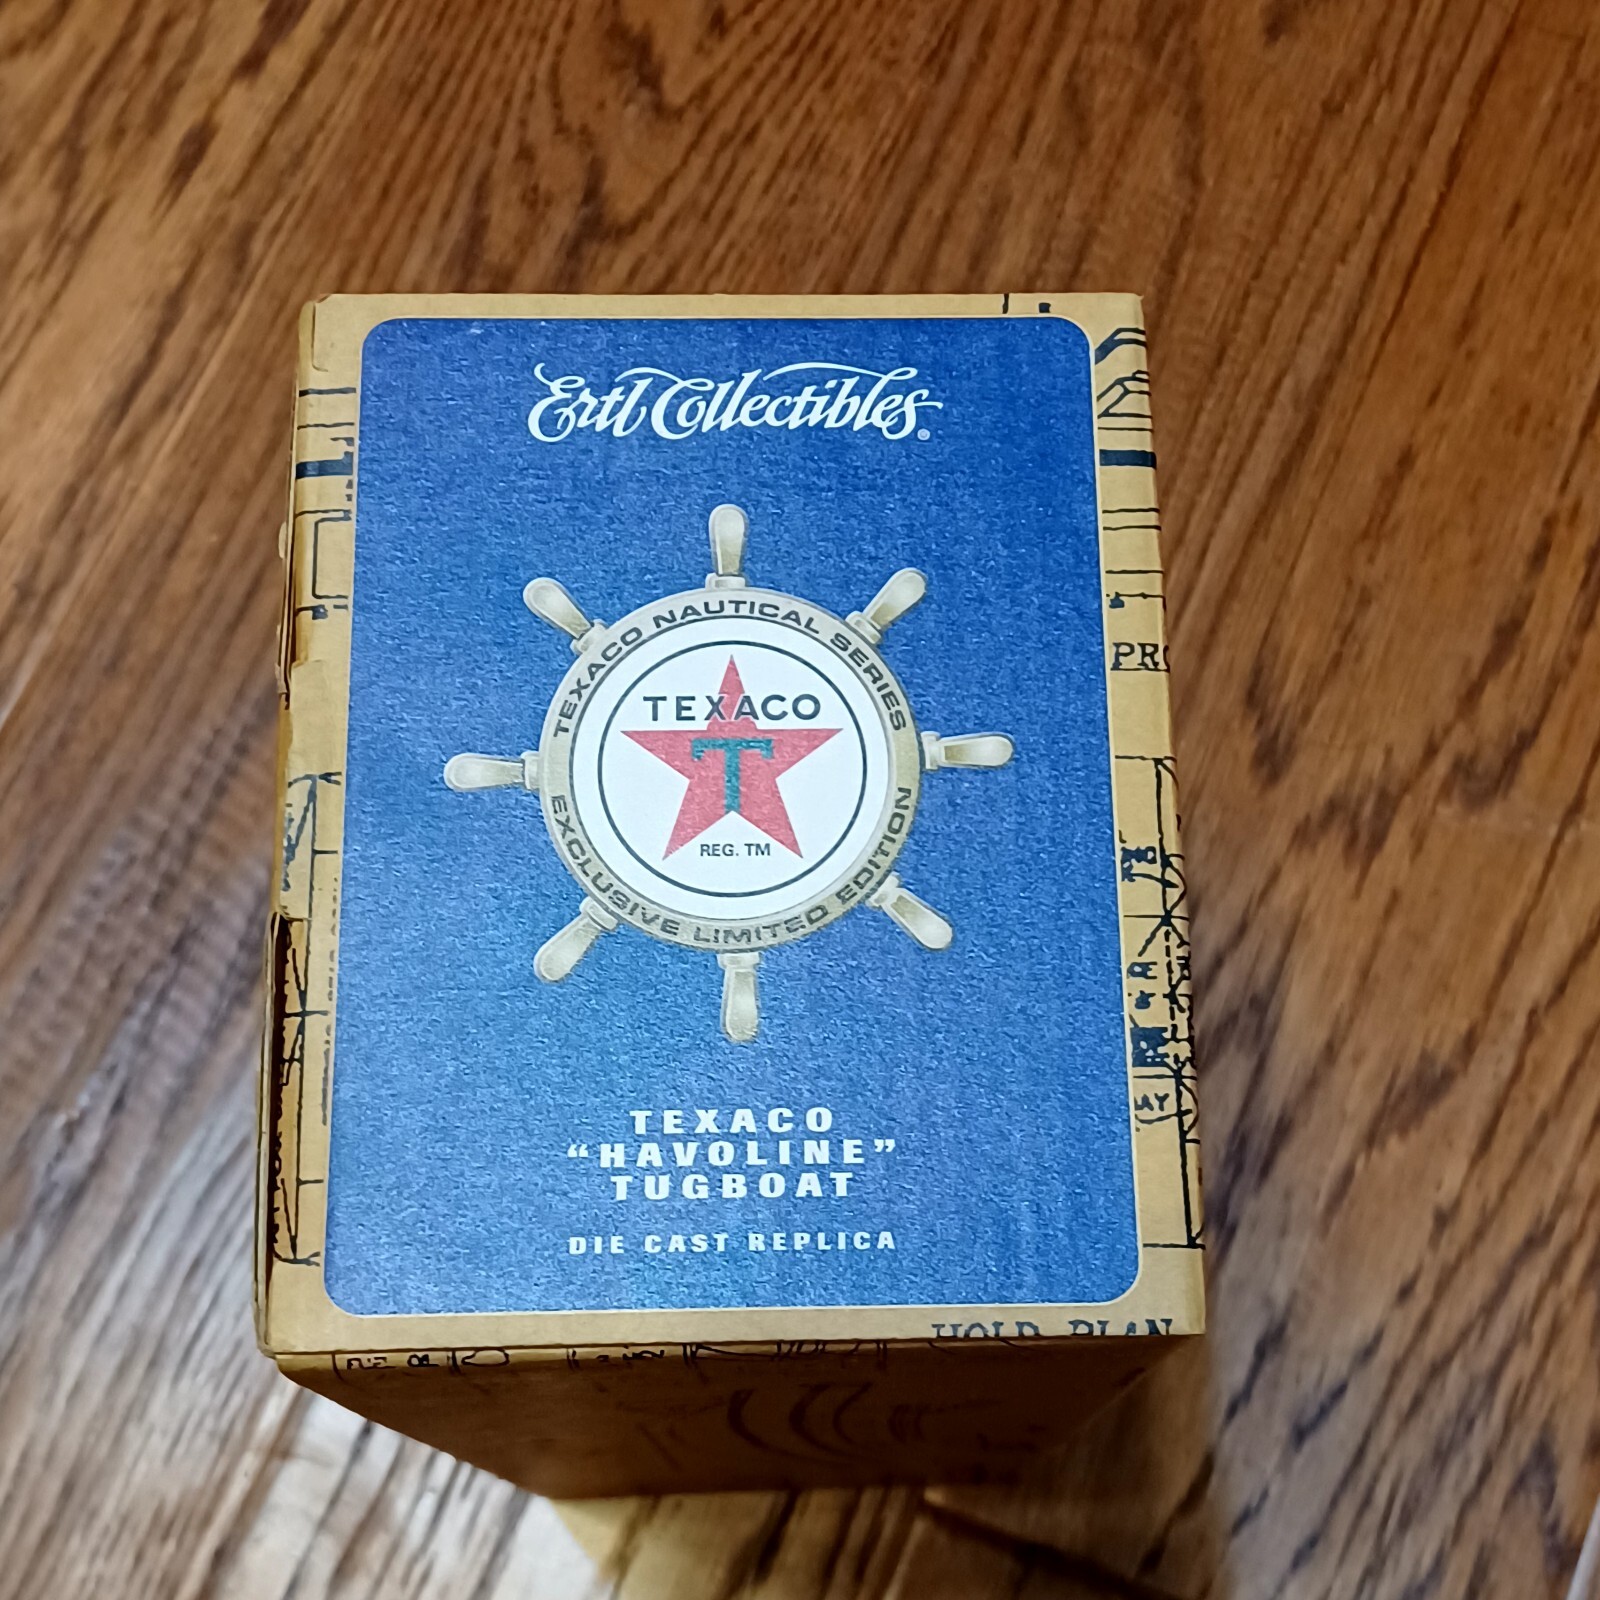 Ertl Collectibles®
TEXACO NAUTICAL SERIES
TEXACO
T
REG. TM
EXCLUSIVE LIMITED EDITION
TEXACO
"HAVOLINE"
TUGBOAT
DIE CAST REPLICA
HOLD PLAN